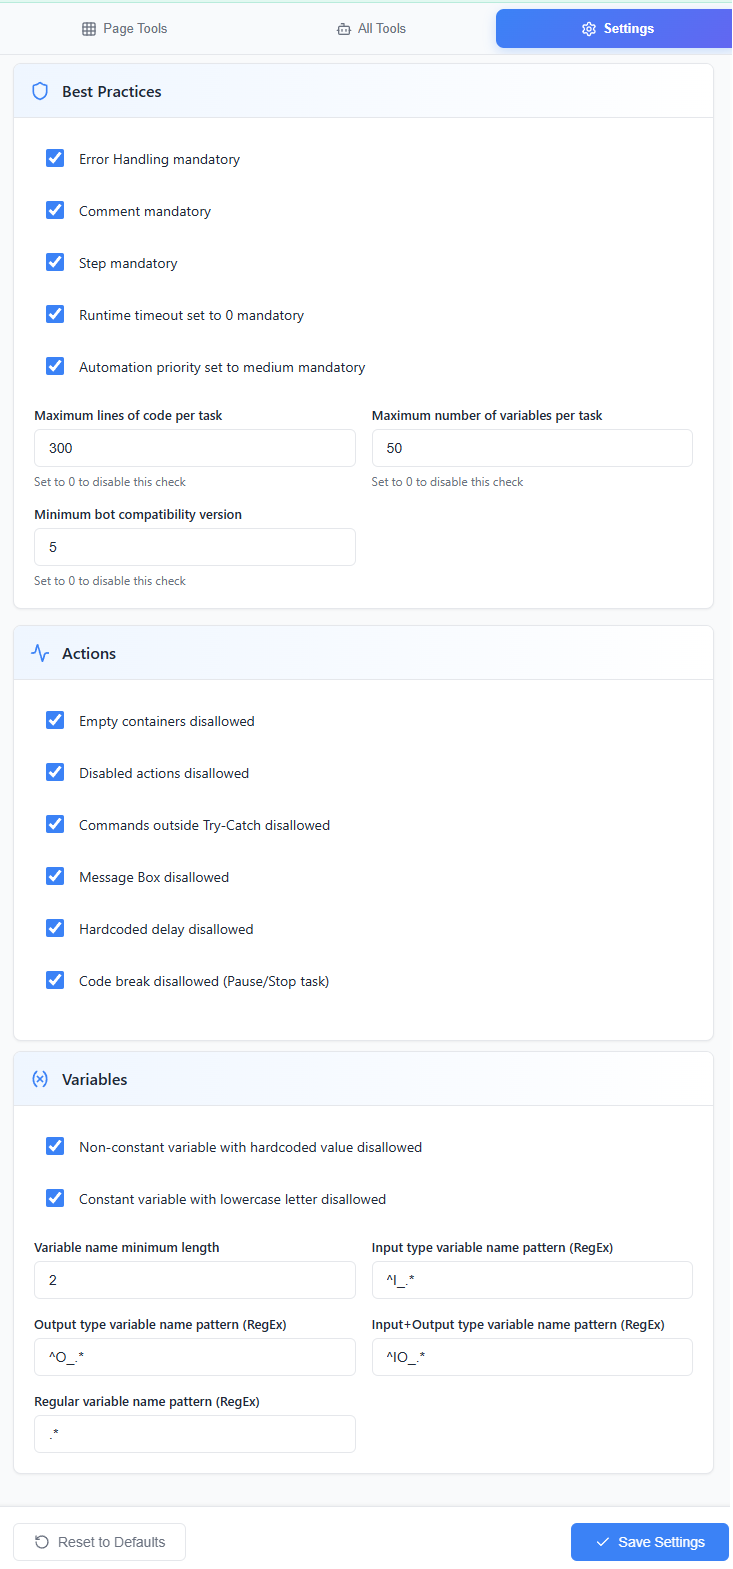 Page Tools
All Tools
Settings
Best Practices
Error Handling mandatory
Comment mandatory
Step mandatory
Runtime timeout set to 0 mandatory
Automation priority set to medium mandatory
Maximum lines of code per task
Maximum number of variables per task
300
50
Set to 0 to disable this check
Set to 0 to disable this check
Minimum bot compatibility version
5
Set to 0 to disable this check
Actions
Empty containers disallowed
Disabled actions disallowed
Commands outside Try-Catch disallowed
Message Box disallowed
Hardcoded delay disallowed
Code break disallowed (Pause/Stop task)
Variables
Non-constant variable with hardcoded value disallowed
Constant variable with lowercase letter disallowed
Variable name minimum length
Input type variable name pattern (RegEx)
2
^I_.*
Output type variable name pattern (RegEx)
Input+Output type variable name pattern (RegEx)
^O_.*
^IO_.*
Regular variable name pattern (RegEx)
.*
Reset to Defaults
Save Settings